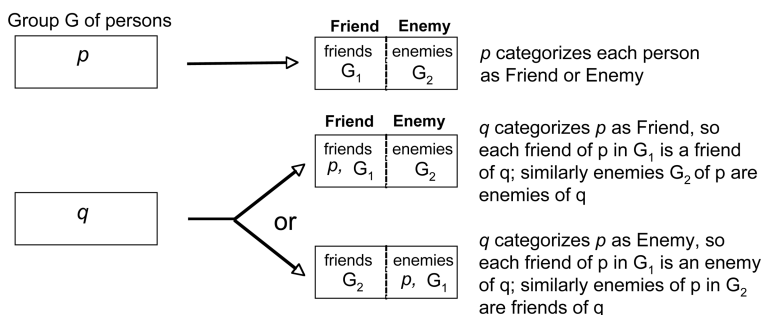 Group G of persons
Friend Enemy
p
friends enemies
G₁ G₂
p categorizes each person
as Friend or Enemy
Friend Enemy
friends enemies
p, G₁ G₂
q categorizes p as Friend, so
each friend of p in G₁ is a friend
of q; similarly enemies G₂ of p are
enemies of q
q
or
friends enemies
G₂ p, G₁
q categorizes p as Enemy, so
each friend of p in G₁ is an enemy
of q; similarly enemies of p in G₂
are friends of q